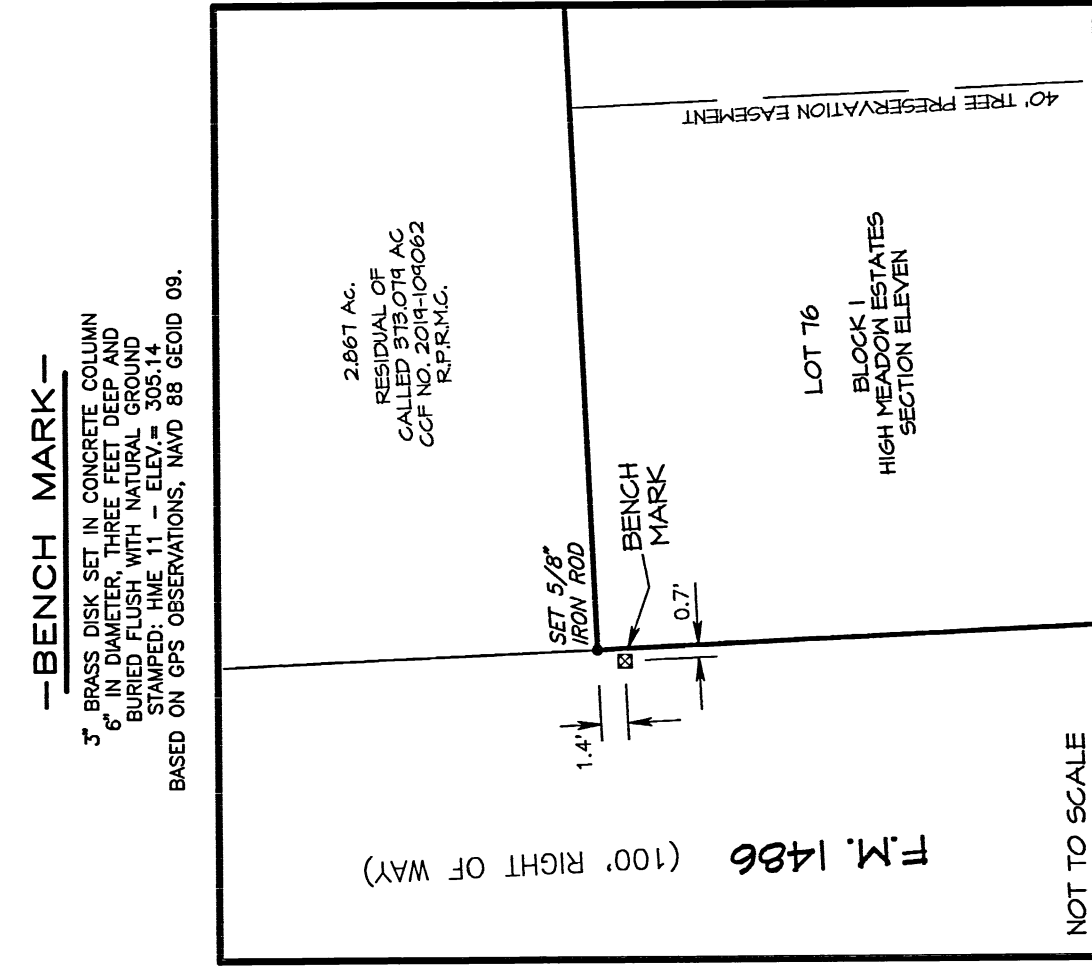 —BENCH MARK—
3" BRASS DISK SET IN CONCRETE COLUMN
6" IN DIAMETER, THREE FEET DEEP AND
BURIED FLUSH WITH NATURAL GROUND
STAMPED: HME 11 – ELEV.= 305.14
BASED ON GPS OBSERVATIONS, NAVD 88 GEOID 09.
2.867 Ac.
RESIDUAL OF
CALLED 373.079 AC
CCF NO. 2019-109062
R.P.R.M.C.
40' TREE PRESERVATION EASEMENT
LOT 76
BLOCK 1
HIGH MEADOW ESTATES
SECTION ELEVEN
SET 5/8"
IRON ROD
BENCH
MARK
0.7'
1.4'
F.M. 1486
(100' RIGHT OF WAY)
NOT TO SCALE